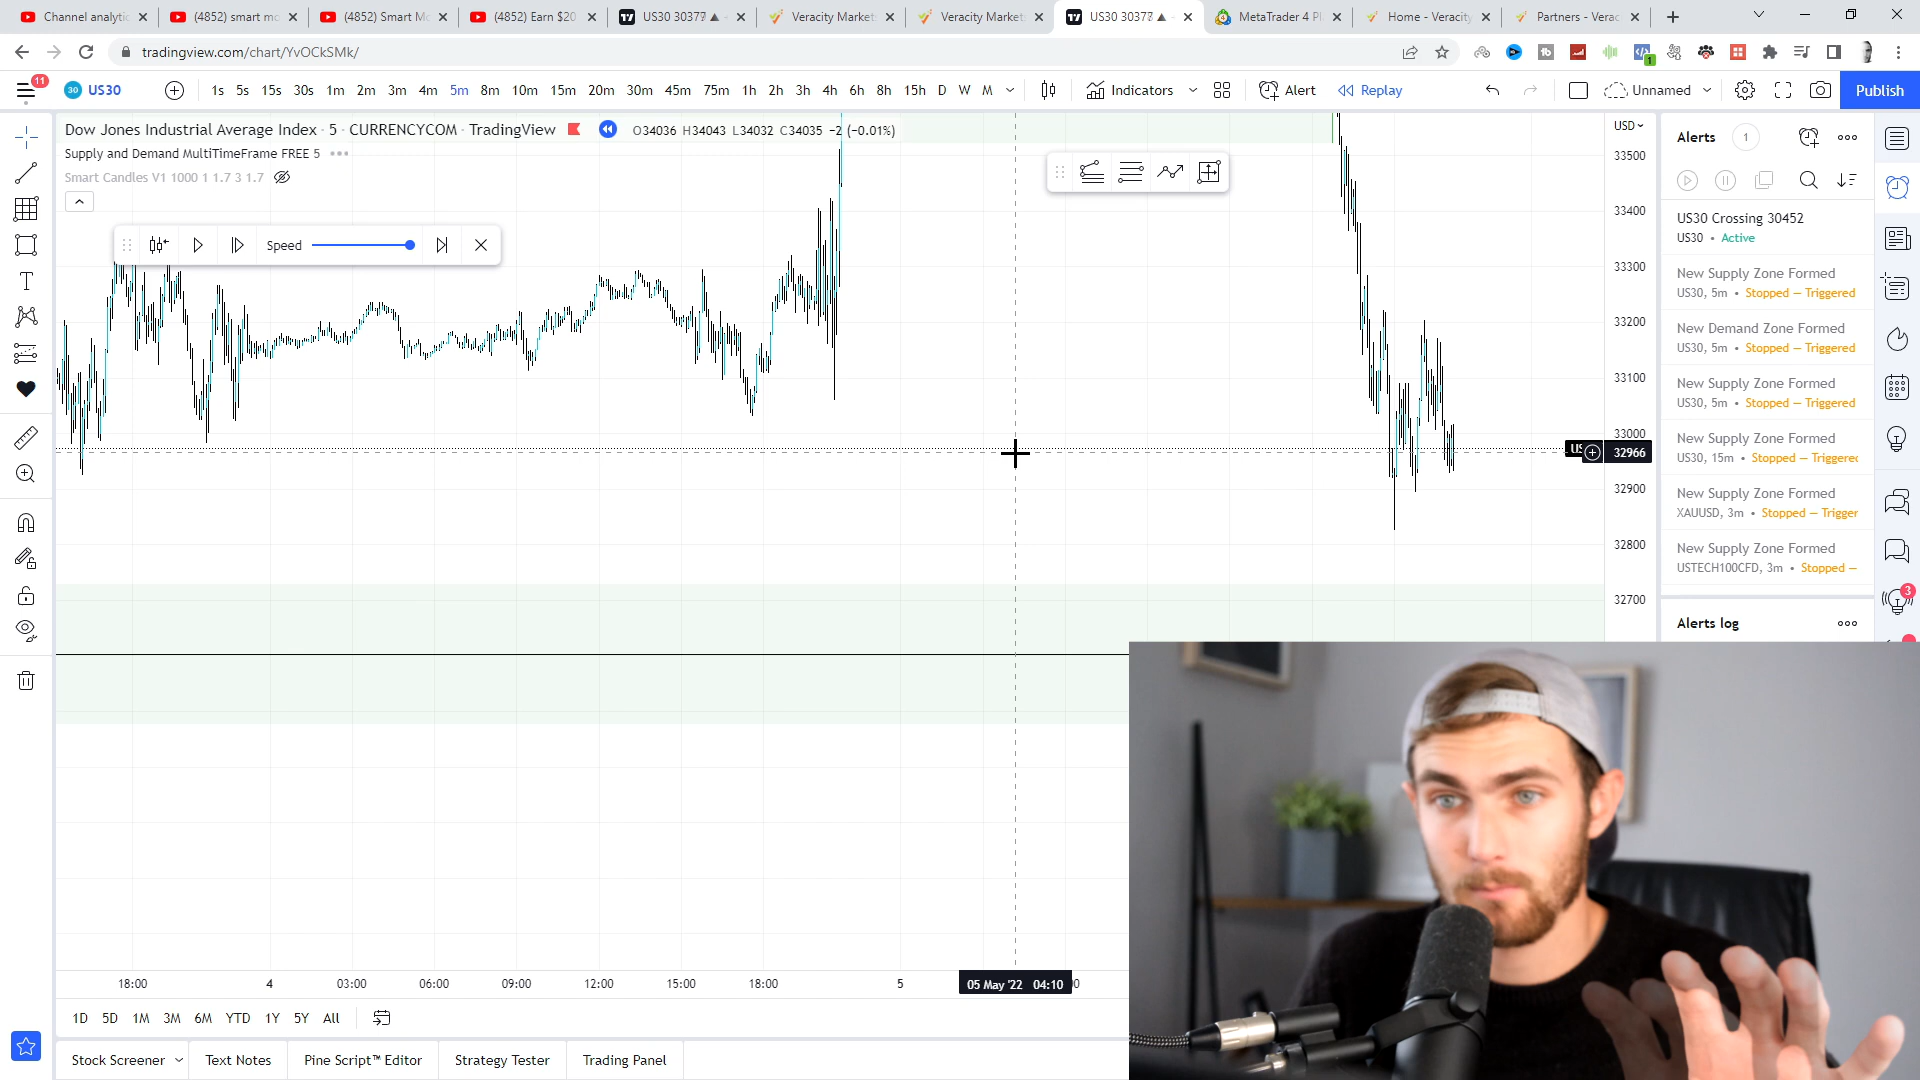 Channel analytic
(4852) smart mo
(4852) Smart Mo
(4852) Earn $20
US30 30377 ▲
Veracity Market
Veracity Market
US30 30377 ▲
MetaTrader 4 Pl
Home - Veracity
Partners - Verac
tradingview.com/chart/YvOCkSMk/
11
30 US30
1s 5s 15s 30s 1m 2m 3m 4m 5m 8m 10m 15m 20m 30m 45m 75m 1h 2h 3h 4h 6h 8h 15h D W M
Indicators
Alert
Replay
Unnamed
Publish
Dow Jones Industrial Average Index · 5 · CURRENCYCOM · TradingView
O34036 H34043 L34032 C34035 −2 (−0.01%)
Supply and Demand MultiTimeFrame FREE 5
Smart Candles V1 1000 1 1.7 3 1.7
Speed
USD
33500
33400
33300
33200
33100
33000
32966
32900
32800
32700
Alerts 1
US30 Crossing 30452
US30 • Active
New Supply Zone Formed
US30, 5m • Stopped — Triggered
New Demand Zone Formed
US30, 5m • Stopped — Triggered
New Supply Zone Formed
US30, 5m • Stopped — Triggered
New Supply Zone Formed
US30, 15m • Stopped — Triggered
New Supply Zone Formed
XAUUSD, 3m • Stopped — Trigger
New Supply Zone Formed
USTECH100CFD, 3m • Stopped —
3
Alerts log
18:00 4 03:00 06:00 09:00 12:00 15:00 18:00 5 05 May '22 04:10
1D 5D 1M 3M 6M YTD 1Y 5Y All
Stock Screener Text Notes Pine Script™ Editor Strategy Tester Trading Panel